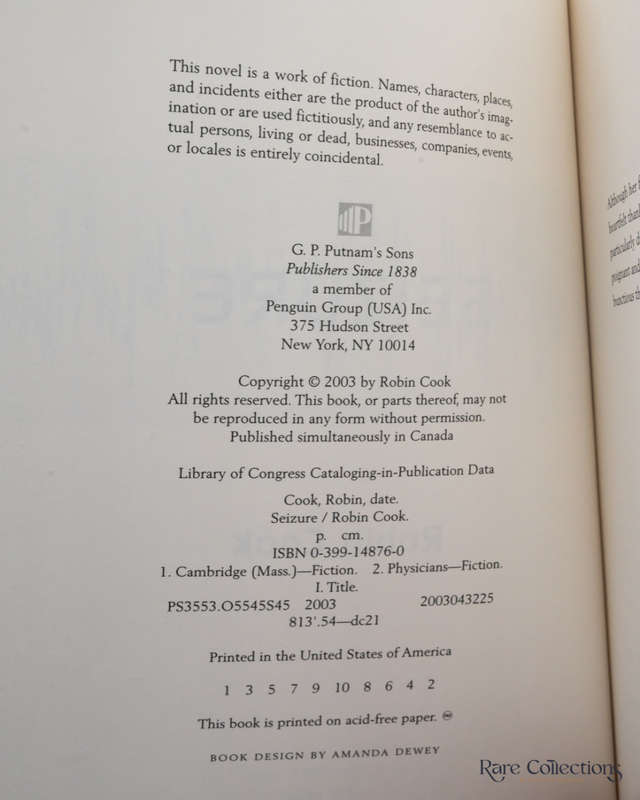 This novel is a work of fiction. Names, characters, places,
and incidents either are the product of the author's imag-
ination or are used fictitiously, and any resemblance to ac-
tual persons, living or dead, businesses, companies, events,
or locales is entirely coincidental.
P
G. P. Putnam's Sons
Publishers Since 1838
a member of
Penguin Group (USA) Inc.
375 Hudson Street
New York, NY 10014
Copyright © 2003 by Robin Cook
All rights reserved. This book, or parts thereof, may not
be reproduced in any form without permission.
Published simultaneously in Canada
Library of Congress Cataloging-in-Publication Data
Cook, Robin, date.
Seizure / Robin Cook.
p. cm.
ISBN 0-399-14876-0
1. Cambridge (Mass.)—Fiction. 2. Physicians—Fiction.
I. Title.
PS3553.O5545S45 2003 2003043225
813'.54—dc21
Printed in the United States of America
1 3 5 7 9 10 8 6 4 2
This book is printed on acid-free paper. ♾
BOOK DESIGN BY AMANDA DEWEY
Although her
heartfelt
particularly
poignant and
Rare Collections